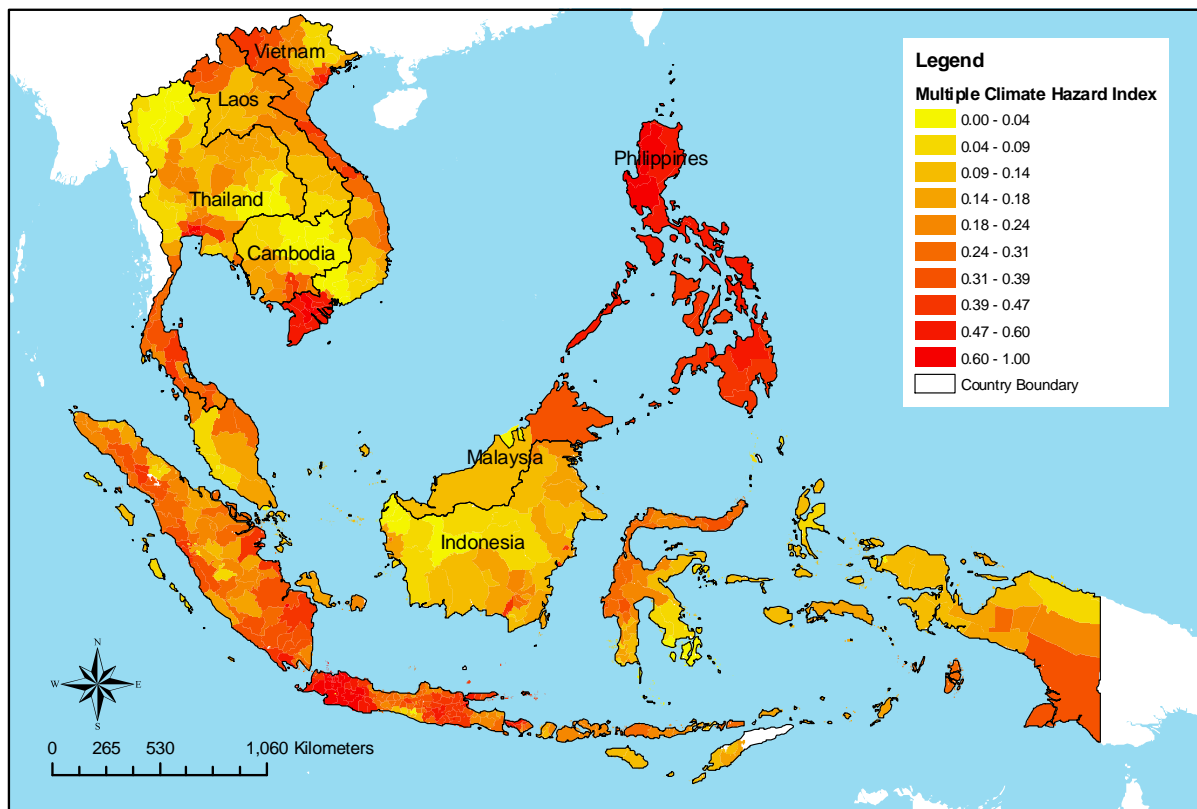 Vietnam
Laos
Thailand
Cambodia
Philippines
Malaysia
Indonesia
Legend
Multiple Climate Hazard Index
0.00 - 0.04
0.04 - 0.09
0.09 - 0.14
0.14 - 0.18
0.18 - 0.24
0.24 - 0.31
0.31 - 0.39
0.39 - 0.47
0.47 - 0.60
0.60 - 1.00
Country Boundary
N
W E
S
0 265 530 1,060 Kilometers